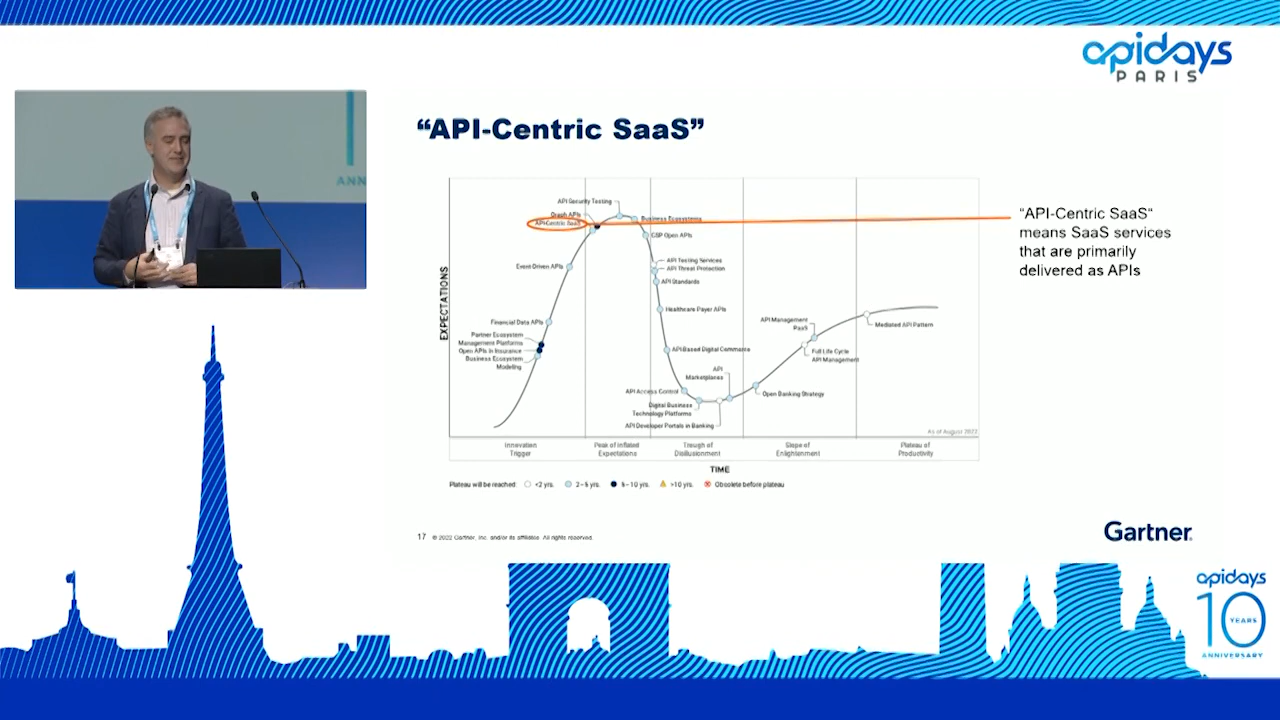 apidays
PARIS
ANN
“API-Centric SaaS”
API Security Testing
Graph APIs
API-Centric SaaS
Business Ecosystems
CSP Open APIs
Event-Driven APIs
API Testing Services
API Threat Protection
API Standards
Financial Data APIs
Healthcare Payer APIs
Partner Ecosystem
Management Platforms
Open APIs in Insurance
Business Ecosystem
Modeling
API-Based Digital Commerce
API Management
PaaS
Mediated API Pattern
Full Life Cycle
API Management
API
Marketplaces
API Access Control
Open Banking Strategy
Digital Business
Technology Platforms
API Developer Portals in Banking
As of August 2022
EXPECTATIONS
Innovation
Trigger
Peak of Inflated
Expectations
Trough of
Disillusionment
Slope of
Enlightenment
Plateau of
Productivity
TIME
Plateau will be reached <2 yrs. 2–5 yrs. 5–10 yrs. >10 yrs. Obsolete before plateau
“API-Centric SaaS“
means SaaS services
that are primarily
delivered as APIs
17 © 2022 Gartner, Inc. and/or its affiliates. All rights reserved.
Gartner
apidays
10
YEARS
ANNIVERSARY